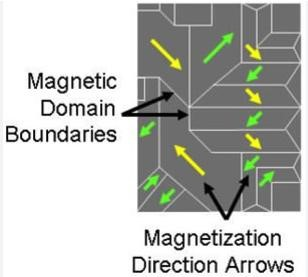 Magnetic
Domain
Boundaries
Magnetization
Direction Arrows